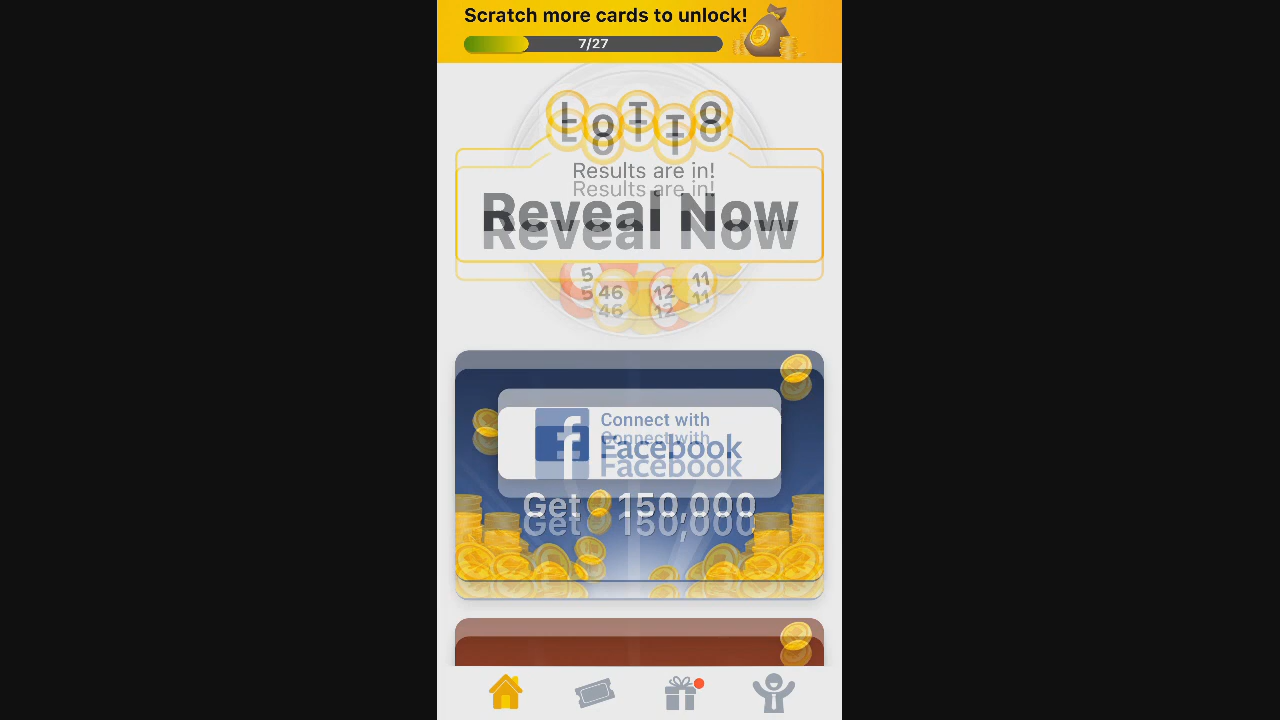 Scratch more cards to unlock!
7/27
LOTTO
Results are in!
Reveal Now
5 46 12 11
Connect with
Facebook
Get 150,000